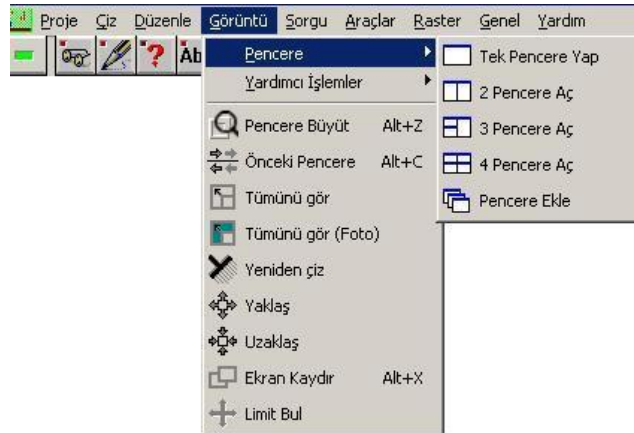 Proje Çiz Düzenle Görüntü Sorgu Araçlar Raster Genel Yardım
Ab
Pencere
Yardımcı İşlemler
Pencere Büyüt Alt+Z
Önceki Pencere Alt+C
Tümünü gör
Tümünü gör (Foto)
Yeniden çiz
Yaklaş
Uzaklaş
Ekran Kaydır Alt+X
Limit Bul
Tek Pencere Yap
2 Pencere Aç
3 Pencere Aç
4 Pencere Aç
Pencere Ekle